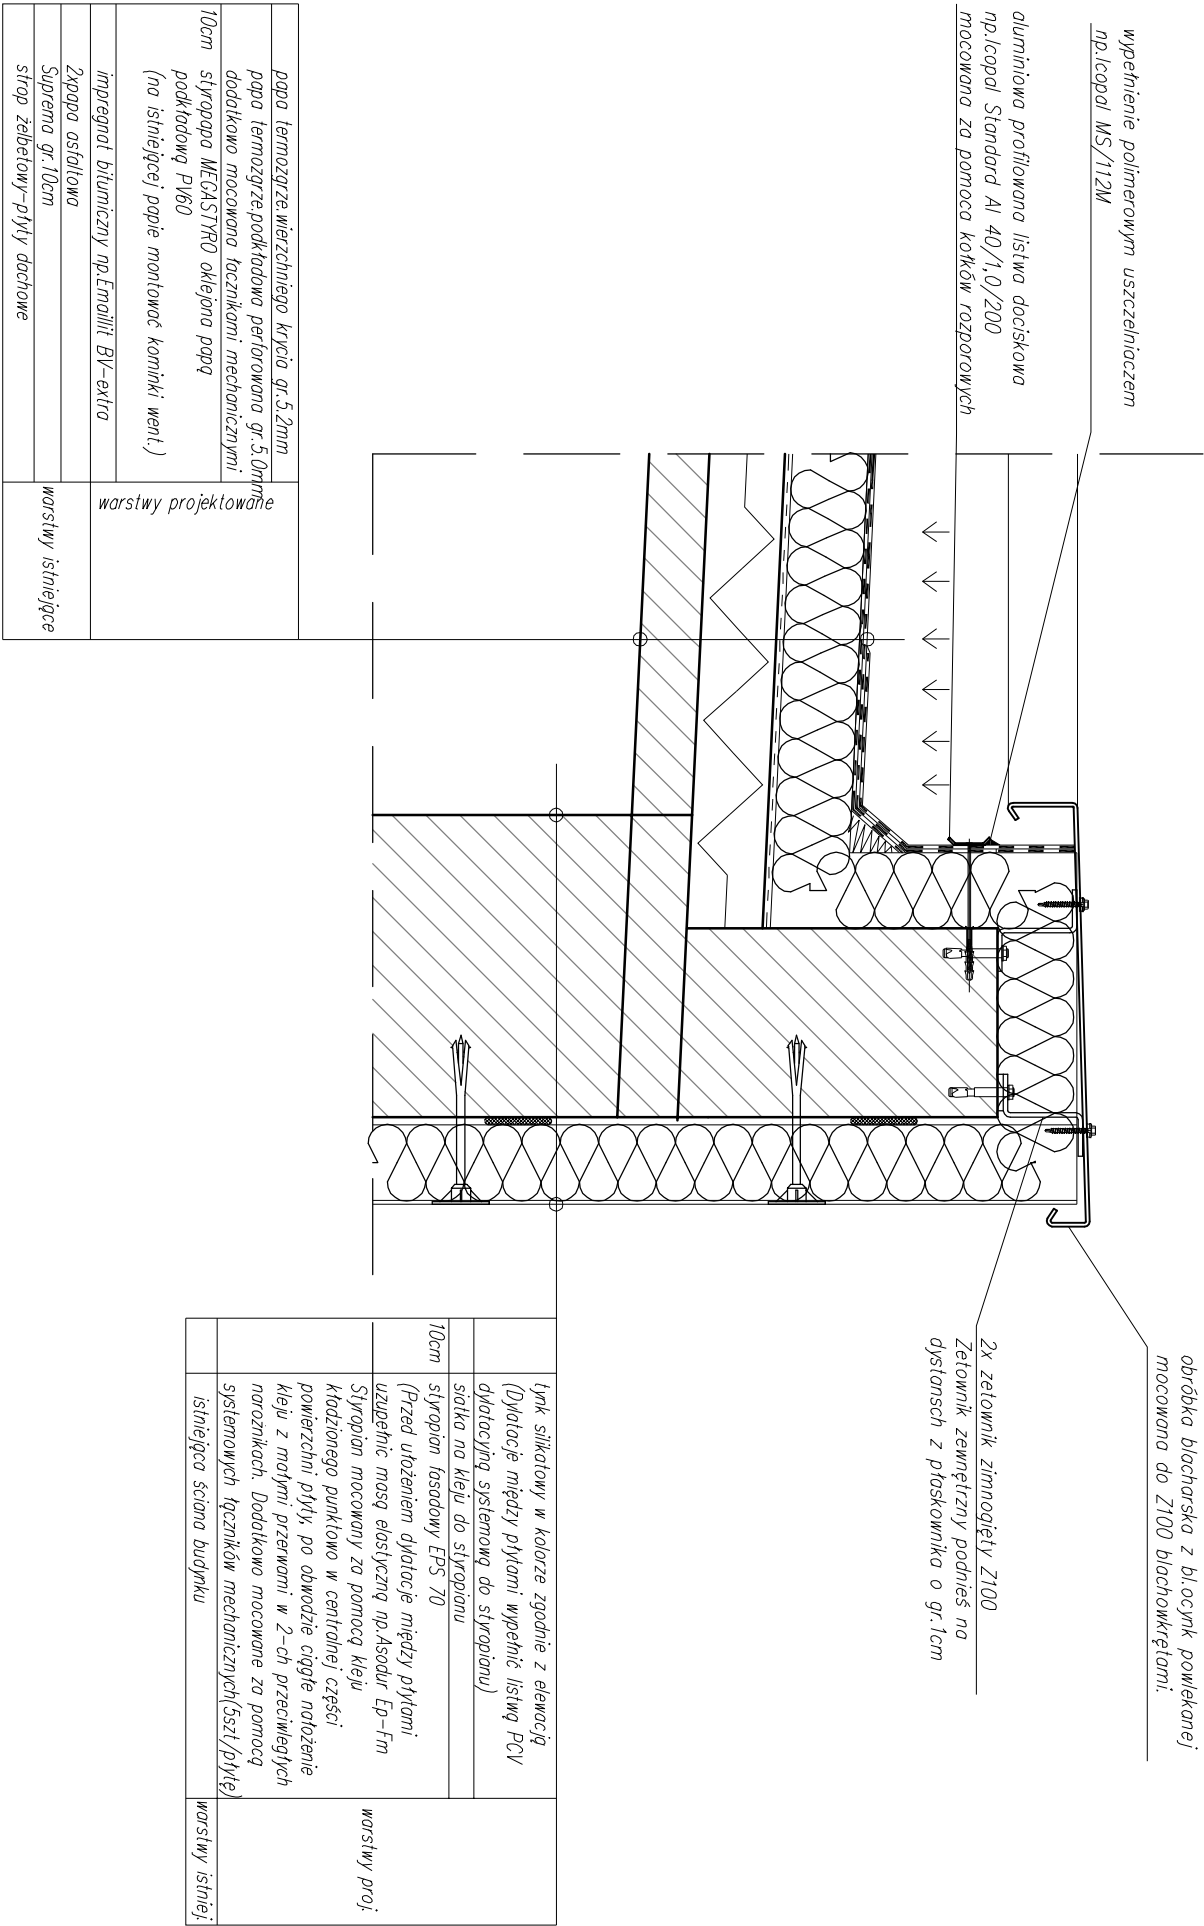 wypełnienie polimerowym uszczelniaczem
np.Icopal MS/112M
aluminiowa profilowana listwa dociskowa
np.Icopal Standard Al 40/1,0/200
mocowana za pomoca kołków rozporowych
papa termozgrze.wierzchniego krycia gr.5.2mm
papa termozgrze.podkładowa perforowana gr.5.0mm
dodatkowo mocowana łacznikami mechanicznymi
10cm styropapa MEGASTYRO oklejona papą
podkładową PV60
(na istniejącej papie montować kominki went.)
impregnat bitumiczny np.Emaillit BV-extra
2xpapa asfaltowa
Suprema gr.10cm
strop żelbetowy-płyty dachowe
warstwy projektowane
warstwy istniejące
obróbka blacharska z bl.ocynk powlekanej
mocowana do Z100 blachowkrętami.
2x zetownik zimnogięty Z100
Zetownik zewnętrzny podnieś na
dystansch z płaskownika o gr.1cm
tynk silikatowy w kolorze zgodnie z elewacją
(Dylatacje między płytami wypełnić listwą PCV
dylatacyjną systemową do styropianu)
siatka na kleju do styropianu
10cm styropian fasadowy EPS 70
(Przed ułożeniem dylatacje między płytami
uzupełnic masą elastyczną np.Asodur Ep-Fm
Styropian mocowany za pomocą kleju
kładzionego punktowo w centralnej części
powierzchni płyty, po obwodzie ciągłe nałożenie
kleju z małymi przerwami w 2-ch przeciwległych
narożnikach. Dodatkowo mocowane za pomocą
systemowych łączników mechanicznych(5szt/płytę)
istniejąca ściana budynku
warstwy proj.
warstwy istniej.